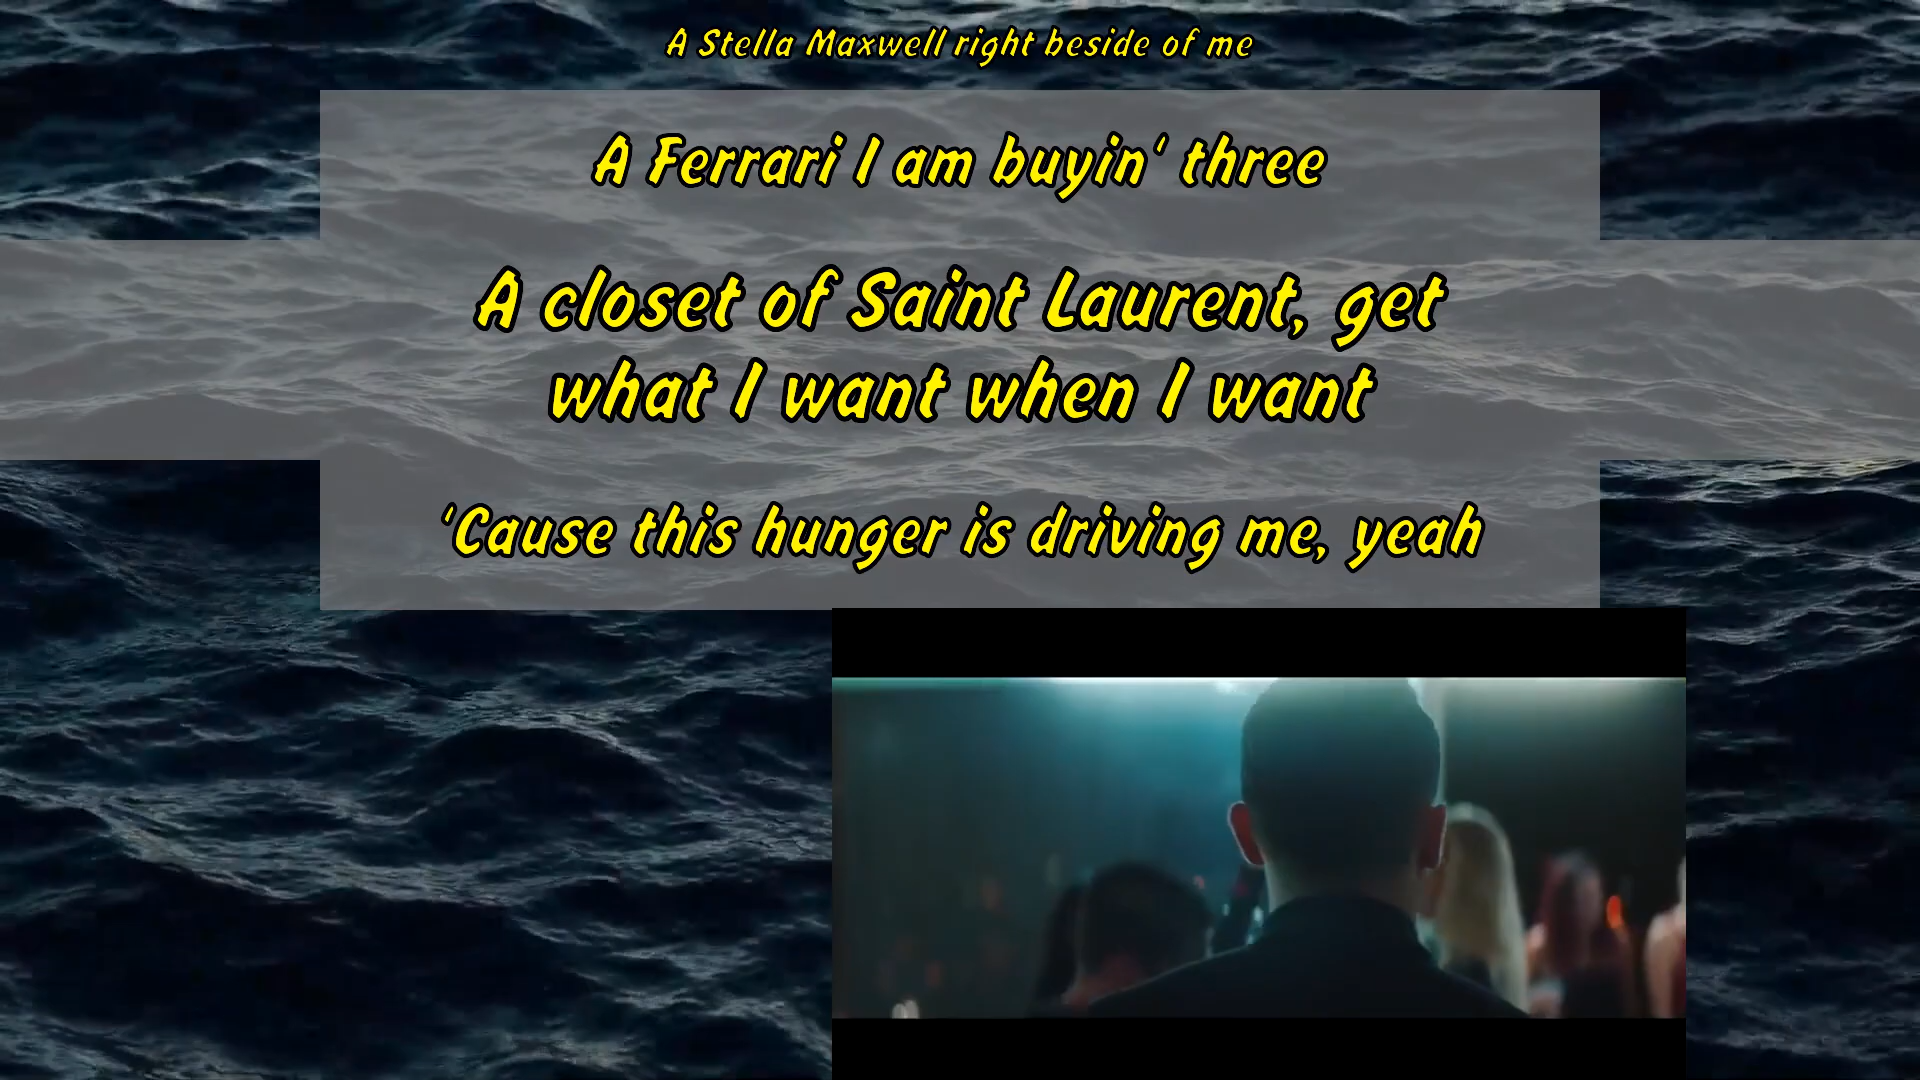 A Stella Maxwell right beside of me
A Ferrari I am buyin' three
A closet of Saint Laurent, get
what I want when I want
'Cause this hunger is driving me, yeah